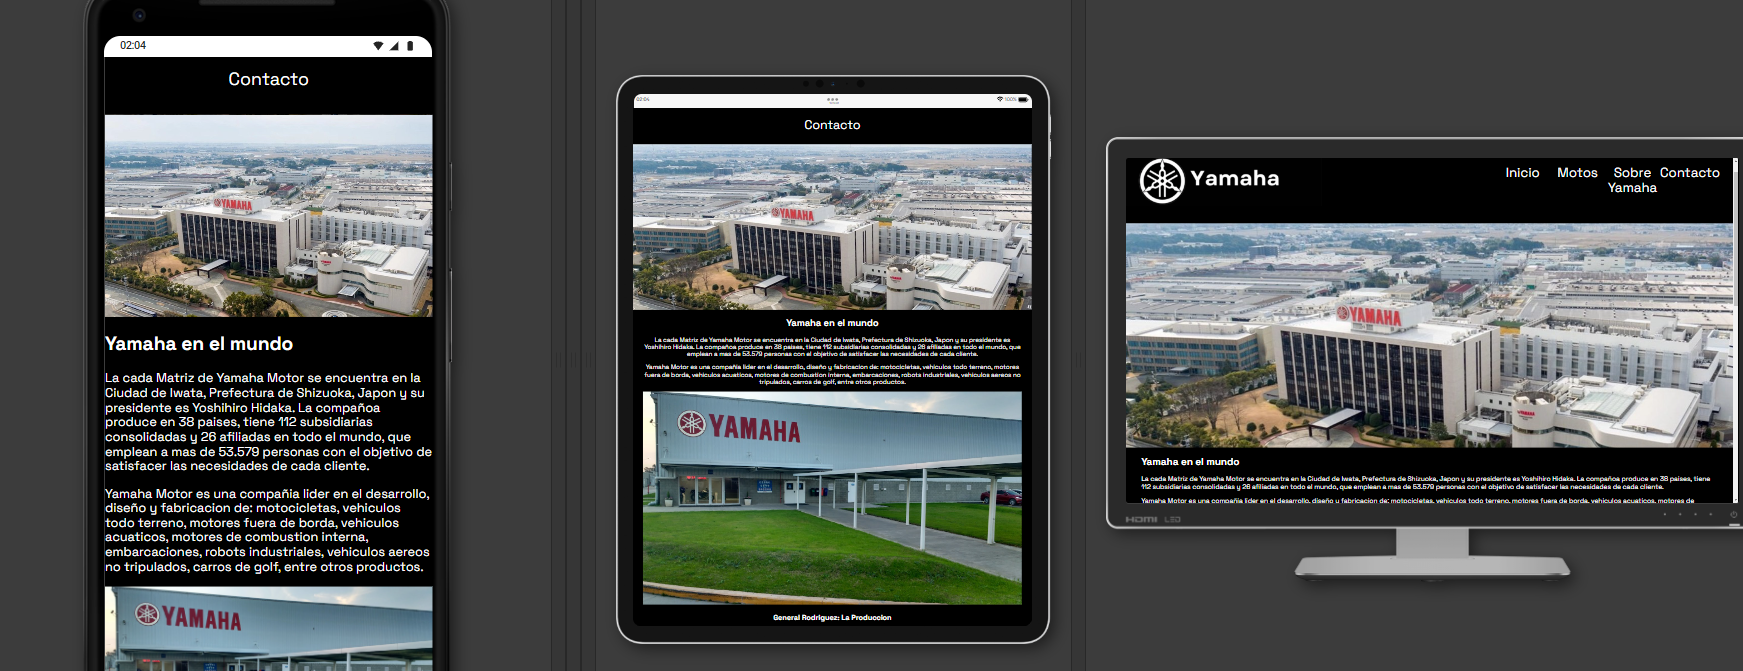 02:04
Contacto
YAMAHA
Yamaha en el mundo
La cada Matriz de Yamaha Motor se encuentra en la
Ciudad de Iwata, Prefectura de Shizuoka, Japon y su
presidente es Yoshihiro Hidaka. La compañoa
produce en 38 paises, tiene 112 subsidiarias
consolidadas y 26 afiliadas en todo el mundo, que
emplean a mas de 53.579 personas con el objetivo de
satisfacer las necesidades de cada cliente.
Yamaha Motor es una compañia lider en el desarrollo,
diseño y fabricacion de: motocicletas, vehiculos
todo terreno, motores fuera de borda, vehiculos
acuaticos, motores de combustion interna,
embarcaciones, robots industriales, vehiculos aereos
no tripulados, carros de golf, entre otros productos.
YAMAHA
02:04
100%
Contacto
YAMAHA
Yamaha en el mundo
La cada Matriz de Yamaha Motor se encuentra en la Ciudad de Iwata, Prefectura de Shizuoka, Japon y su presidente es
Yoshihiro Hidaka. La compañoa produce en 38 paises, tiene 112 subsidiarias consolidadas y 26 afiliadas en todo el mundo, que
emplean a mas de 53.579 personas con el objetivo de satisfacer las necesidades de cada cliente.
Yamaha Motor es una compañia lider en el desarrollo, diseño y fabricacion de: motocicletas, vehiculos todo terreno, motores
fuera de borda, vehiculos acuaticos, motores de combustion interna, embarcaciones, robots industriales, vehiculos aereos no
tripulados, carros de golf, entre otros productos.
YAMAHA
General Rodriguez: La Produccion
Yamaha
Inicio Motos Sobre Contacto
Yamaha
YAMAHA
Yamaha en el mundo
La cada Matriz de Yamaha Motor se encuentra en la Ciudad de Iwata, Prefectura de Shizuoka, Japon y su presidente es Yoshihiro Hidaka. La compañoa produce en 38 paises, tiene
112 subsidiarias consolidadas y 26 afiliadas en todo el mundo, que emplean a mas de 53.579 personas con el objetivo de satisfacer las necesidades de cada cliente.
Yamaha Motor es una compañia lider en el desarrollo, diseño y fabricacion de: motocicletas, vehiculos todo terreno, motores fuera de borda, vehiculos acuaticos, motores de
HDMI LED